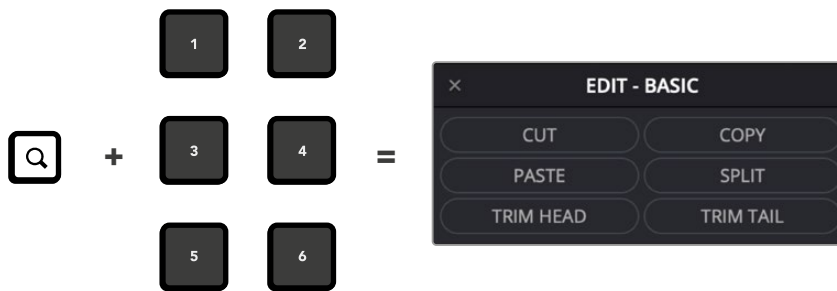 1 2
EDIT - BASIC
CUT COPY
+ 3 4 =
PASTE SPLIT
TRIM HEAD TRIM TAIL
5 6